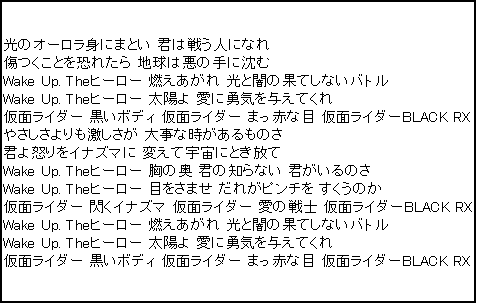 光のオーロラ身にまとい 君は戦う人になれ
傷つくことを恐れたら 地球は悪の手に沈む
Wake Up. Theヒーロー 燃えあがれ 光と闇の果てしないバトル
Wake Up. Theヒーロー 太陽よ 愛に勇気を与えてくれ
仮面ライダー 黒いボディ 仮面ライダー まっ赤な目 仮面ライダーBLACK RX
やさしさよりも激しさが 大事な時があるものさ
君よ怒りをイナズマに 変えて宇宙にとき放て
Wake Up. Theヒーロー 胸の奥 君の知らない 君がいるのさ
Wake Up. Theヒーロー 目をさませ だれがピンチを すくうのか
仮面ライダー 閃くイナズマ 仮面ライダー 愛の戦士 仮面ライダーBLACK RX
Wake Up. Theヒーロー 燃えあがれ 光と闇の果てしないバトル
Wake Up. Theヒーロー 太陽よ 愛に勇気を与えてくれ
仮面ライダー 黒いボディ 仮面ライダー まっ赤な目 仮面ライダーBLACK RX